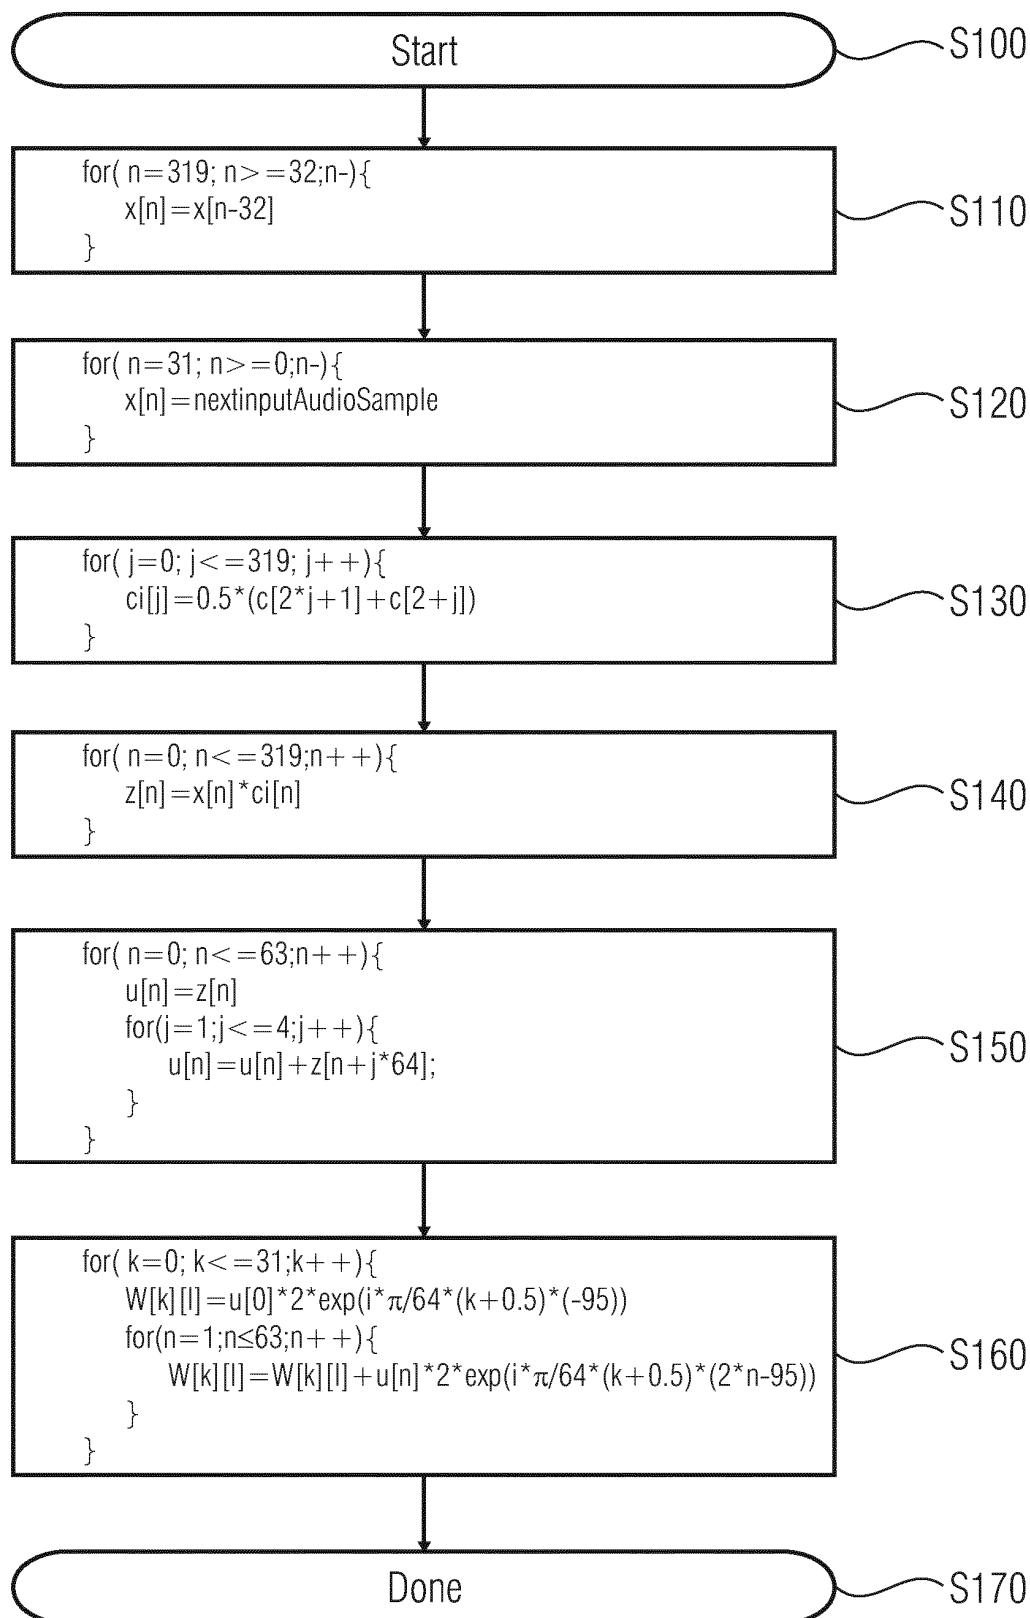 Start
S100
for( n=319; n>=32;n-){
x[n]=x[n-32]
}
S110
for( n=31; n>=0;n-){
x[n]=nextinputAudioSample
}
S120
for( j=0; j<=319; j++){
ci[j]=0.5*(c[2*j+1]+c[2+j])
}
S130
for( n=0; n<=319;n++){
z[n]=x[n]*ci[n]
}
S140
for( n=0; n<=63;n++){
u[n]=z[n]
for(j=1;j<=4;j++){
u[n]=u[n]+z[n+j*64];
}
}
S150
for( k=0; k<=31;k++){
W[k][l]=u[0]*2*exp(i*π/64*(k+0.5)*(-95))
for(n=1;n≤63;n++){
W[k][l]=W[k][l]+u[n]*2*exp(i*π/64*(k+0.5)*(2*n-95))
}
}
S160
Done
S170